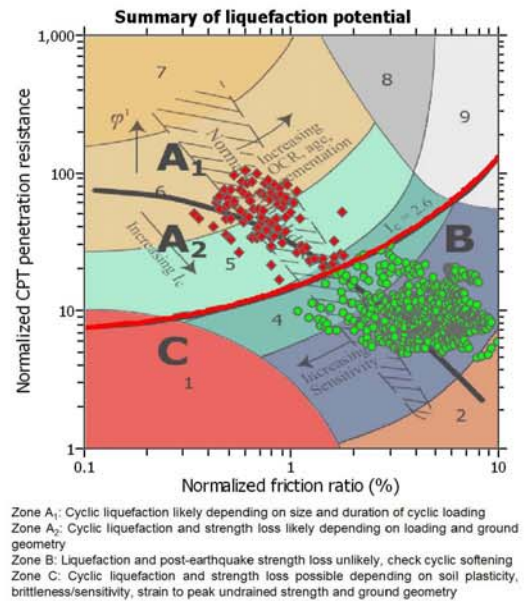 Summary of liquefaction potential
1,000
7
8
9
φ'
Normally
Increasing
OCR, age,
cementation
A1
100
6
Ic = 2.6
A2
B
Increasing Ic
5
10
4
C
1
Increasing
Sensitivity
2
1
0.1
1
10
Normalized CPT penetration resistance
Normalized friction ratio (%)
Zone A₁: Cyclic liquefaction likely depending on size and duration of cyclic loading
Zone A₂: Cyclic liquefaction and strength loss likely depending on loading and ground
geometry
Zone B: Liquefaction and post-earthquake strength loss unlikely, check cyclic softening
Zone C: Cyclic liquefaction and strength loss possible depending on soil plasticity,
brittleness/sensitivity, strain to peak undrained strength and ground geometry